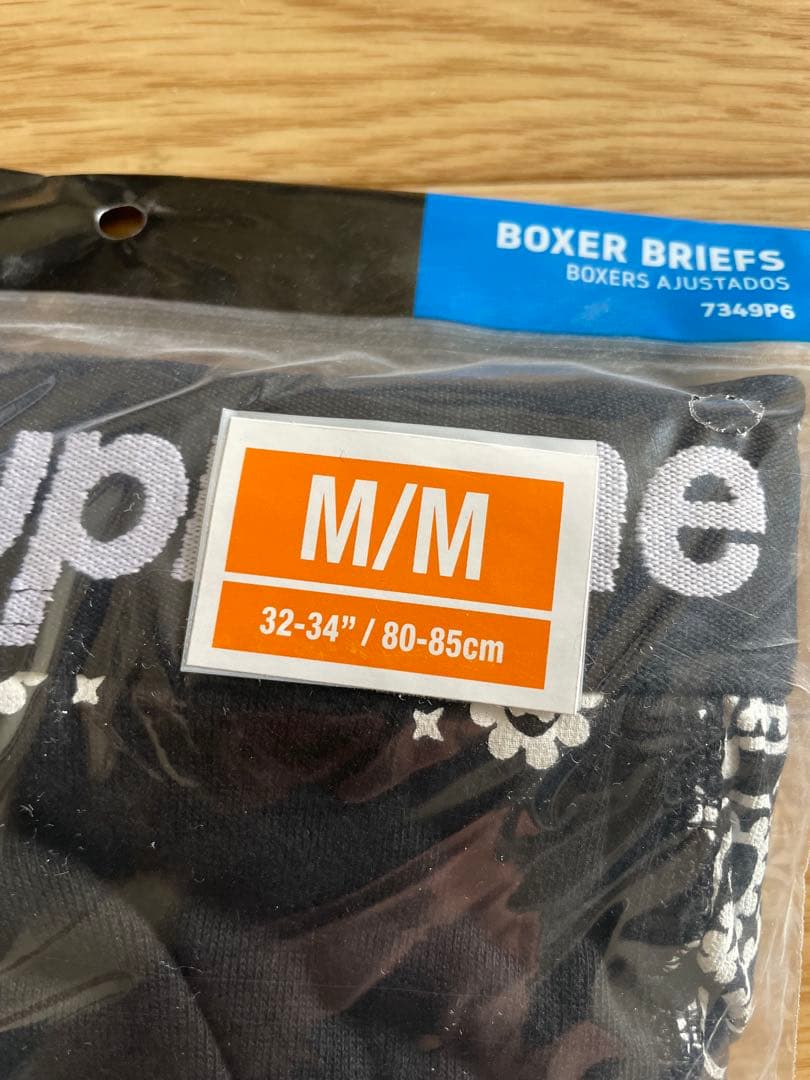 BOXER BRIEFS
BOXERS AJUSTADOS
7349P6
M/M
32-34” / 80-85cm